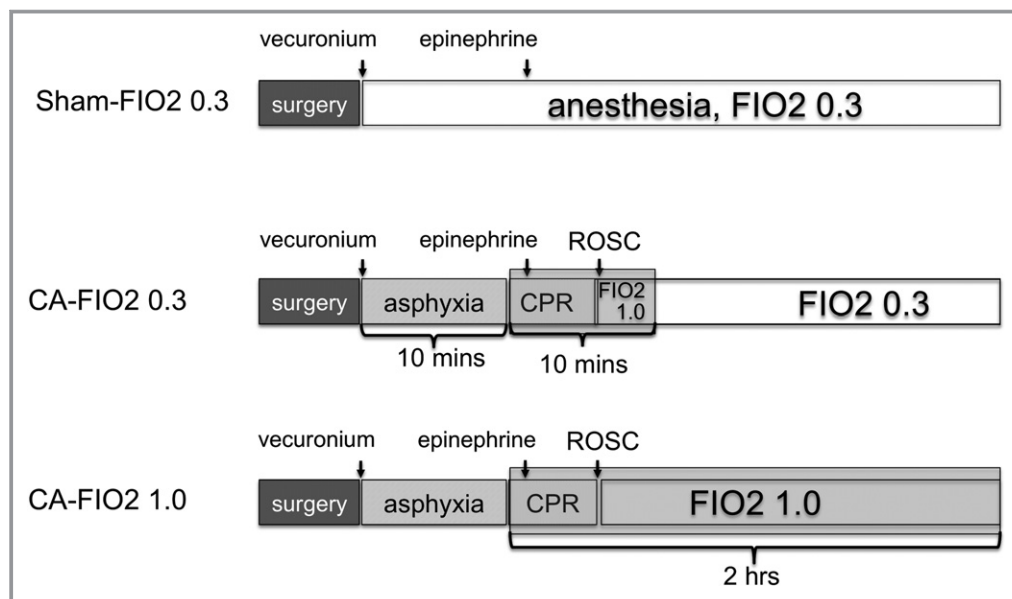 vecuronium epinephrine
Sham-FIO2 0.3 surgery anesthesia, FIO2 0.3
vecuronium epinephrine ROSC
CA-FIO2 0.3 surgery asphyxia CPR FIO2 1.0 FIO2 0.3
10 mins 10 mins
vecuronium epinephrine ROSC
CA-FIO2 1.0 surgery asphyxia CPR FIO2 1.0
2 hrs